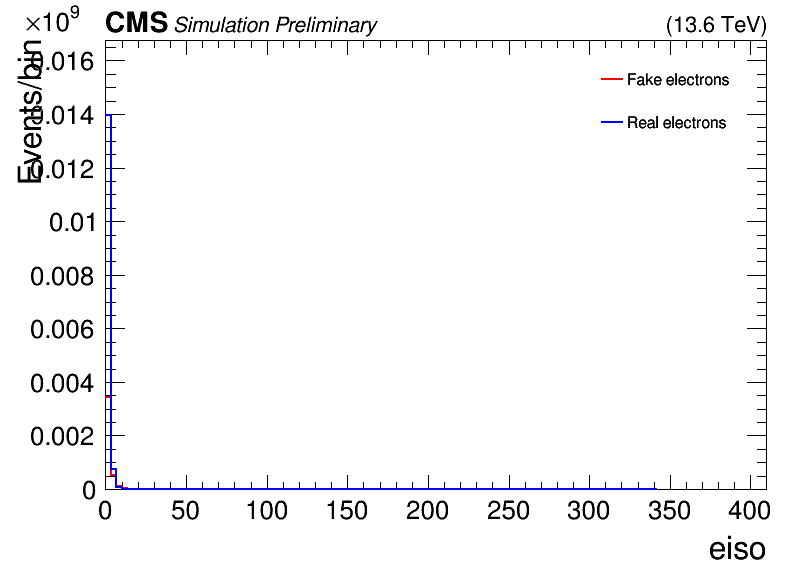 ×10⁹
CMS Simulation Preliminary
(13.6 TeV)
Events/bin
0.016
0.014
0.012
0.01
0.008
0.006
0.004
0.002
0
Fake electrons
Real electrons
0 50 100 150 200 250 300 350 400
eiso